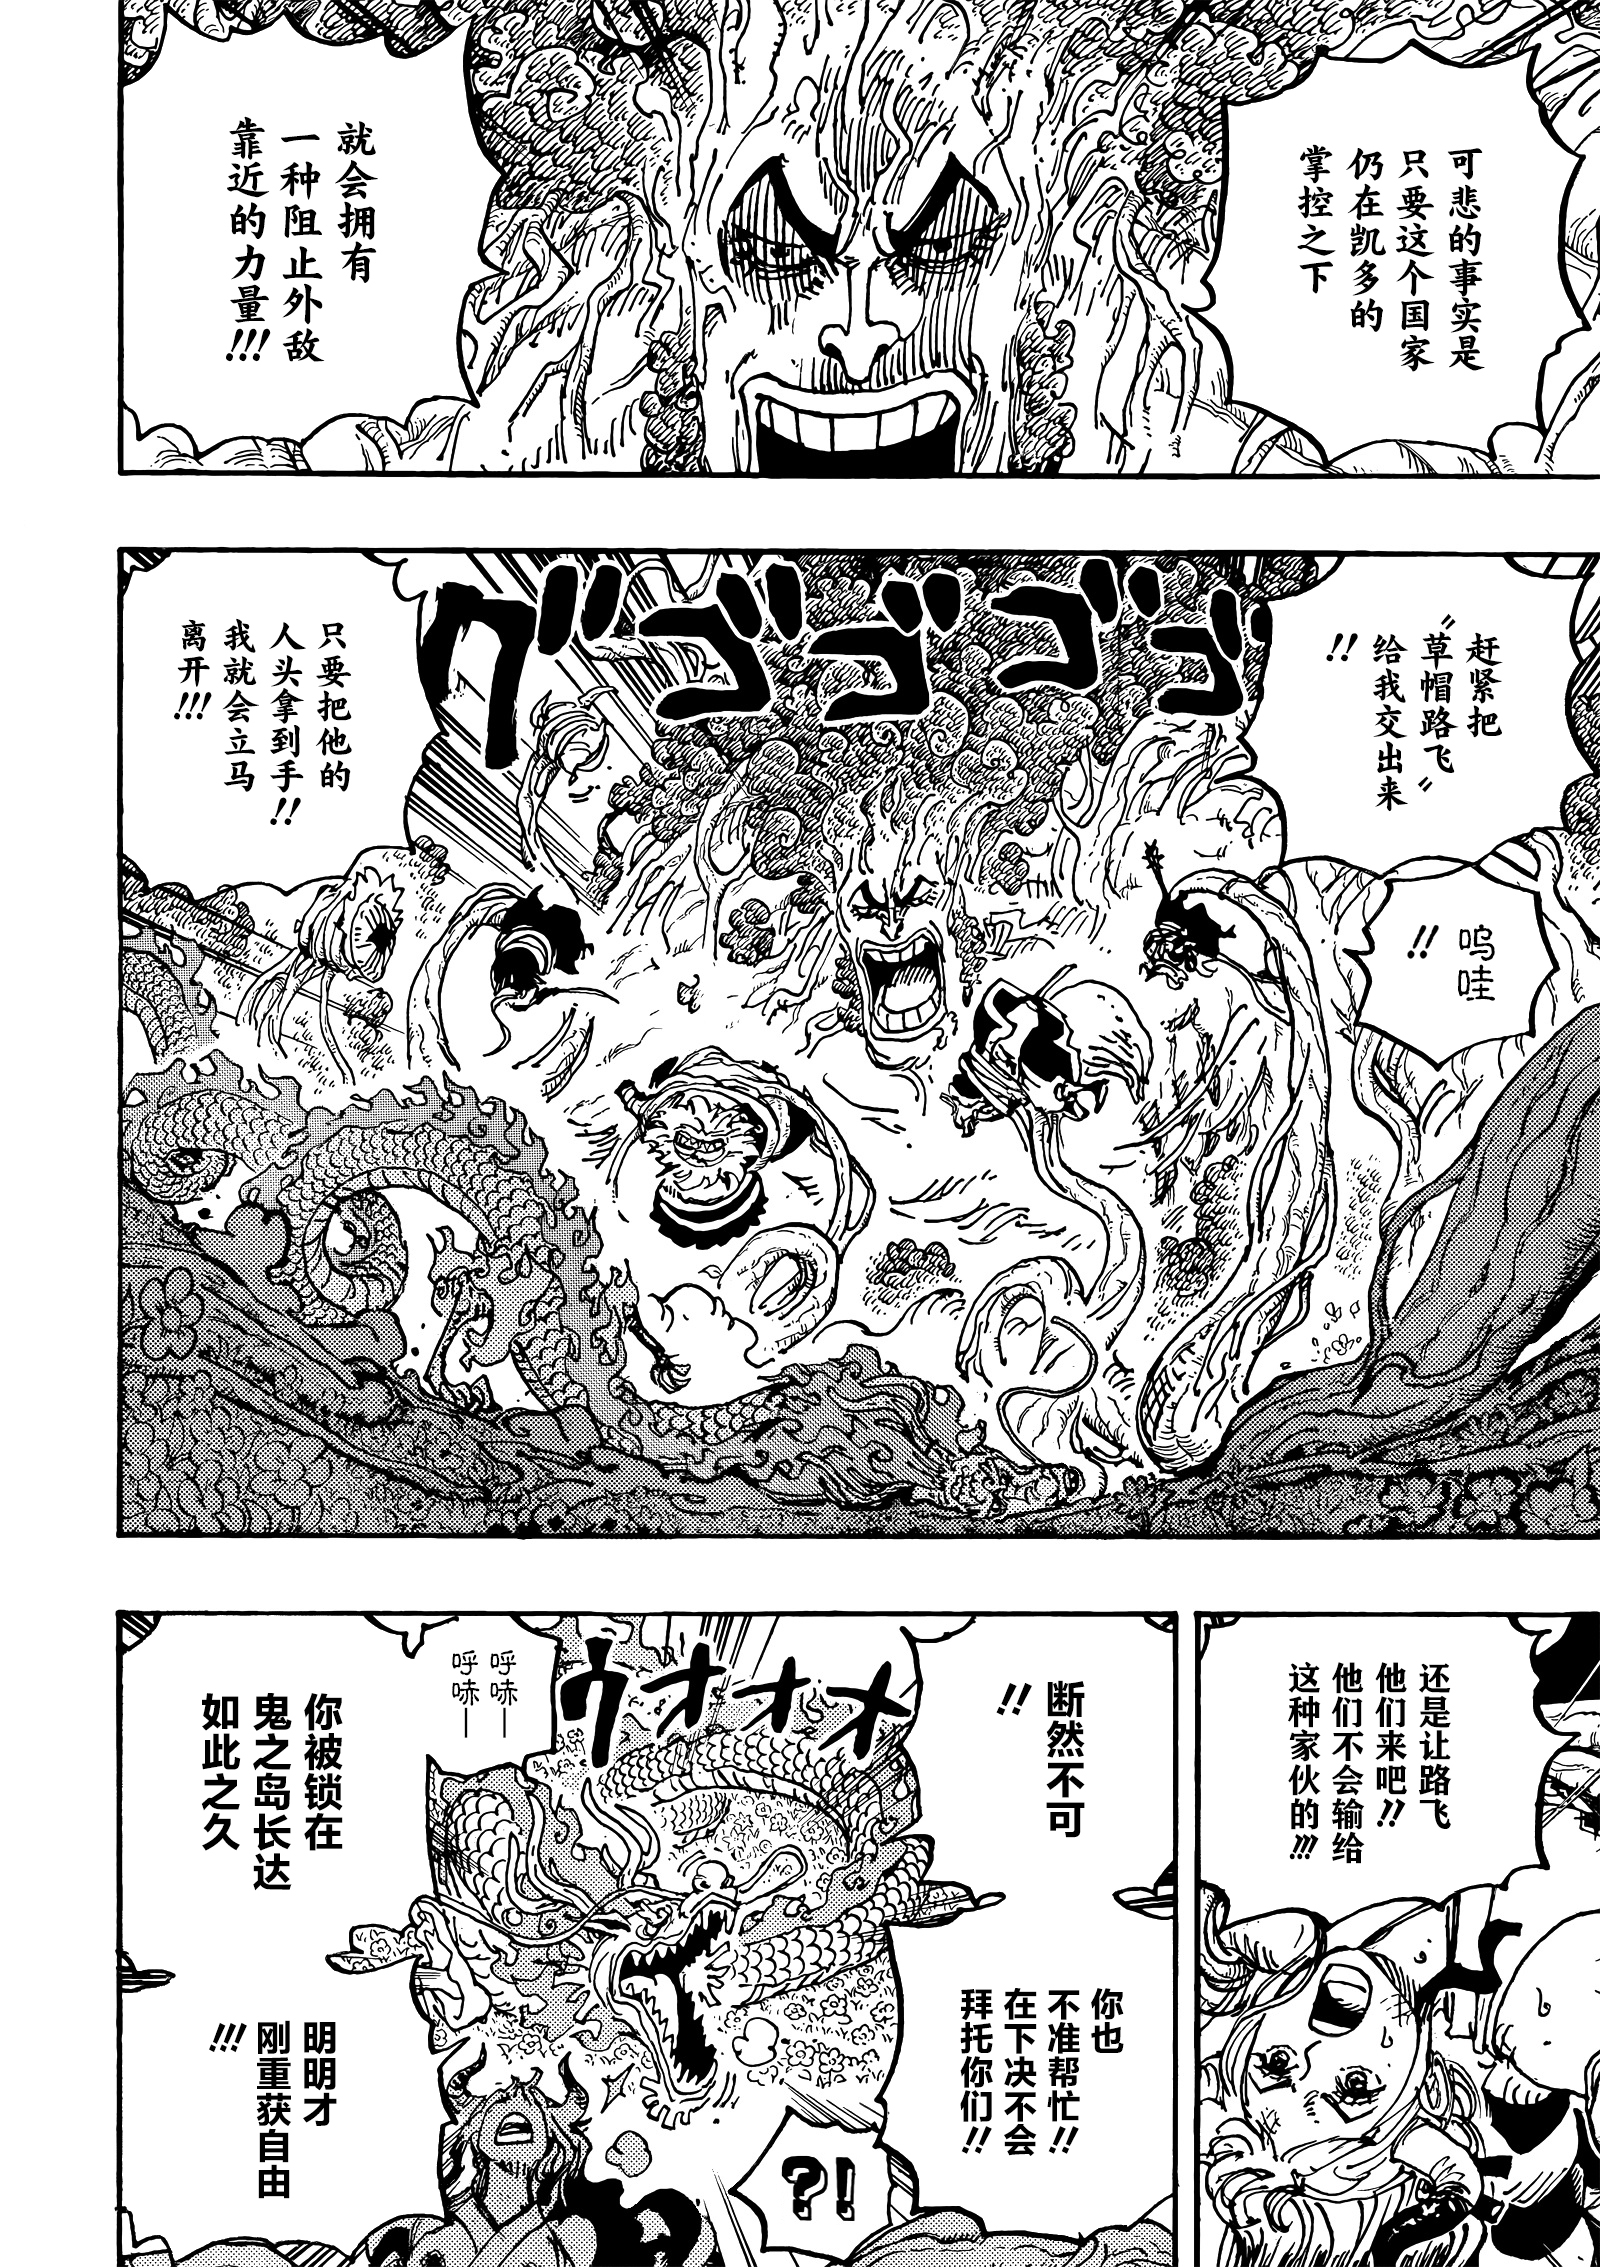 可悲的事实是
只要这个国家
仍在凯多的
掌控之下
就会拥有
一种阻止外敌
靠近的力量!!!
赶紧把
“草帽路飞”
给我交出来
!!
グゴゴゴゴ
只要把他的
人头拿到手!!
我就会立马
离开!!!
呜哇
!!
还是让路飞
他们来吧!!
他们不会输给
这种家伙的!!!
断然不可
!!
ウオオオオ
你也
不准帮忙!!
在下决不会
拜托你们!!
?!
呼哧—
呼哧—
你被锁在
鬼之岛长达
如此之久
明明才
刚重获自由
!!!